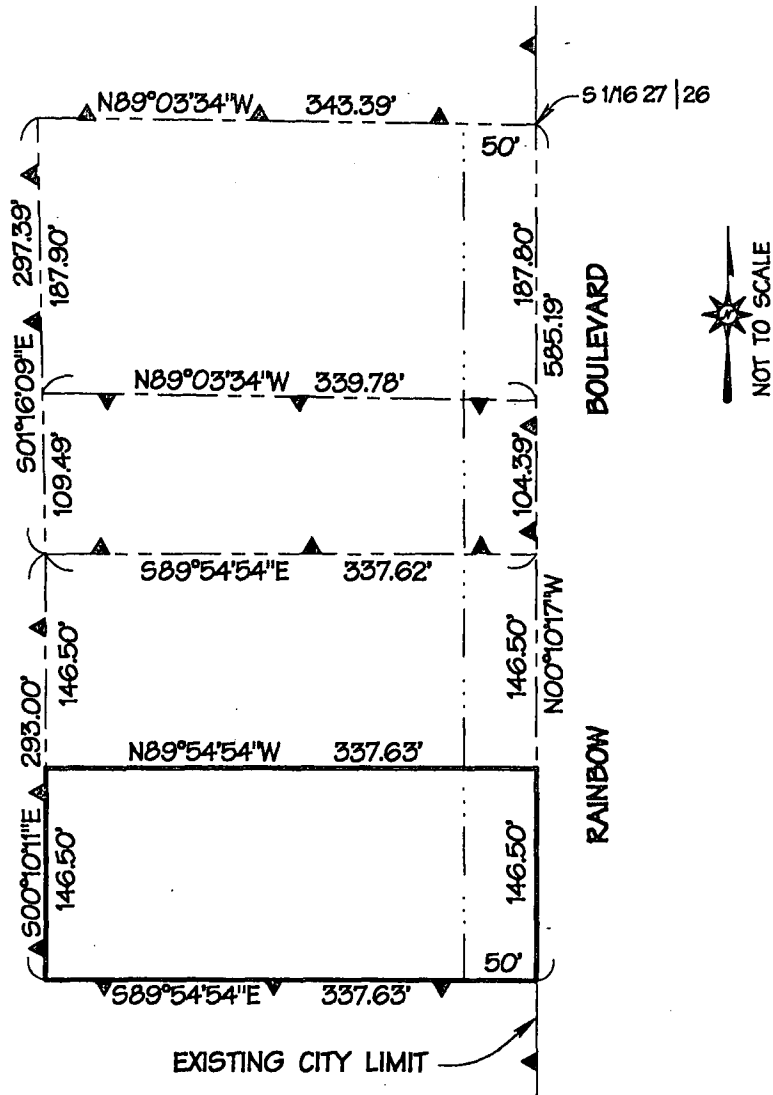 N89°03'34"W 343.39'
S 1/16 27 | 26
50'
297.39'
187.90'
187.80'
585.19'
BOULEVARD
NOT TO SCALE
N
S01°16'09"E
N89°03'34"W 339.78'
109.49'
104.39'
S89°54'54"E 337.62'
293.00'
146.50'
146.50'
N00°10'17"W
N89°54'54"W 337.63'
RAINBOW
S00°10'11"E
146.50'
146.50'
50'
S89°54'54"E 337.63'
EXISTING CITY LIMIT